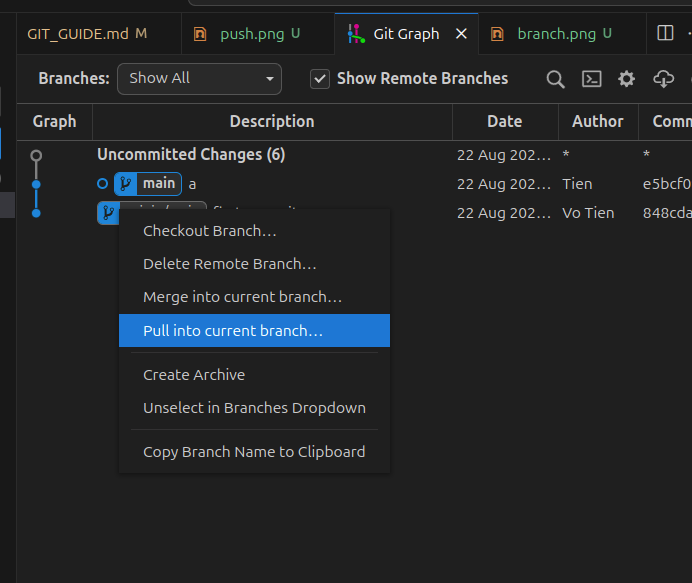 GIT_GUIDE.md M push.png U Git Graph branch.png U
Branches: Show All Show Remote Branches
Graph Description Date Author Comm
Uncommitted Changes (6) 22 Aug 202... * *
main a 22 Aug 202... Tien e5bcf0
22 Aug 202... Vo Tien 848cda
Checkout Branch...
Delete Remote Branch...
Merge into current branch...
Pull into current branch...
Create Archive
Unselect in Branches Dropdown
Copy Branch Name to Clipboard